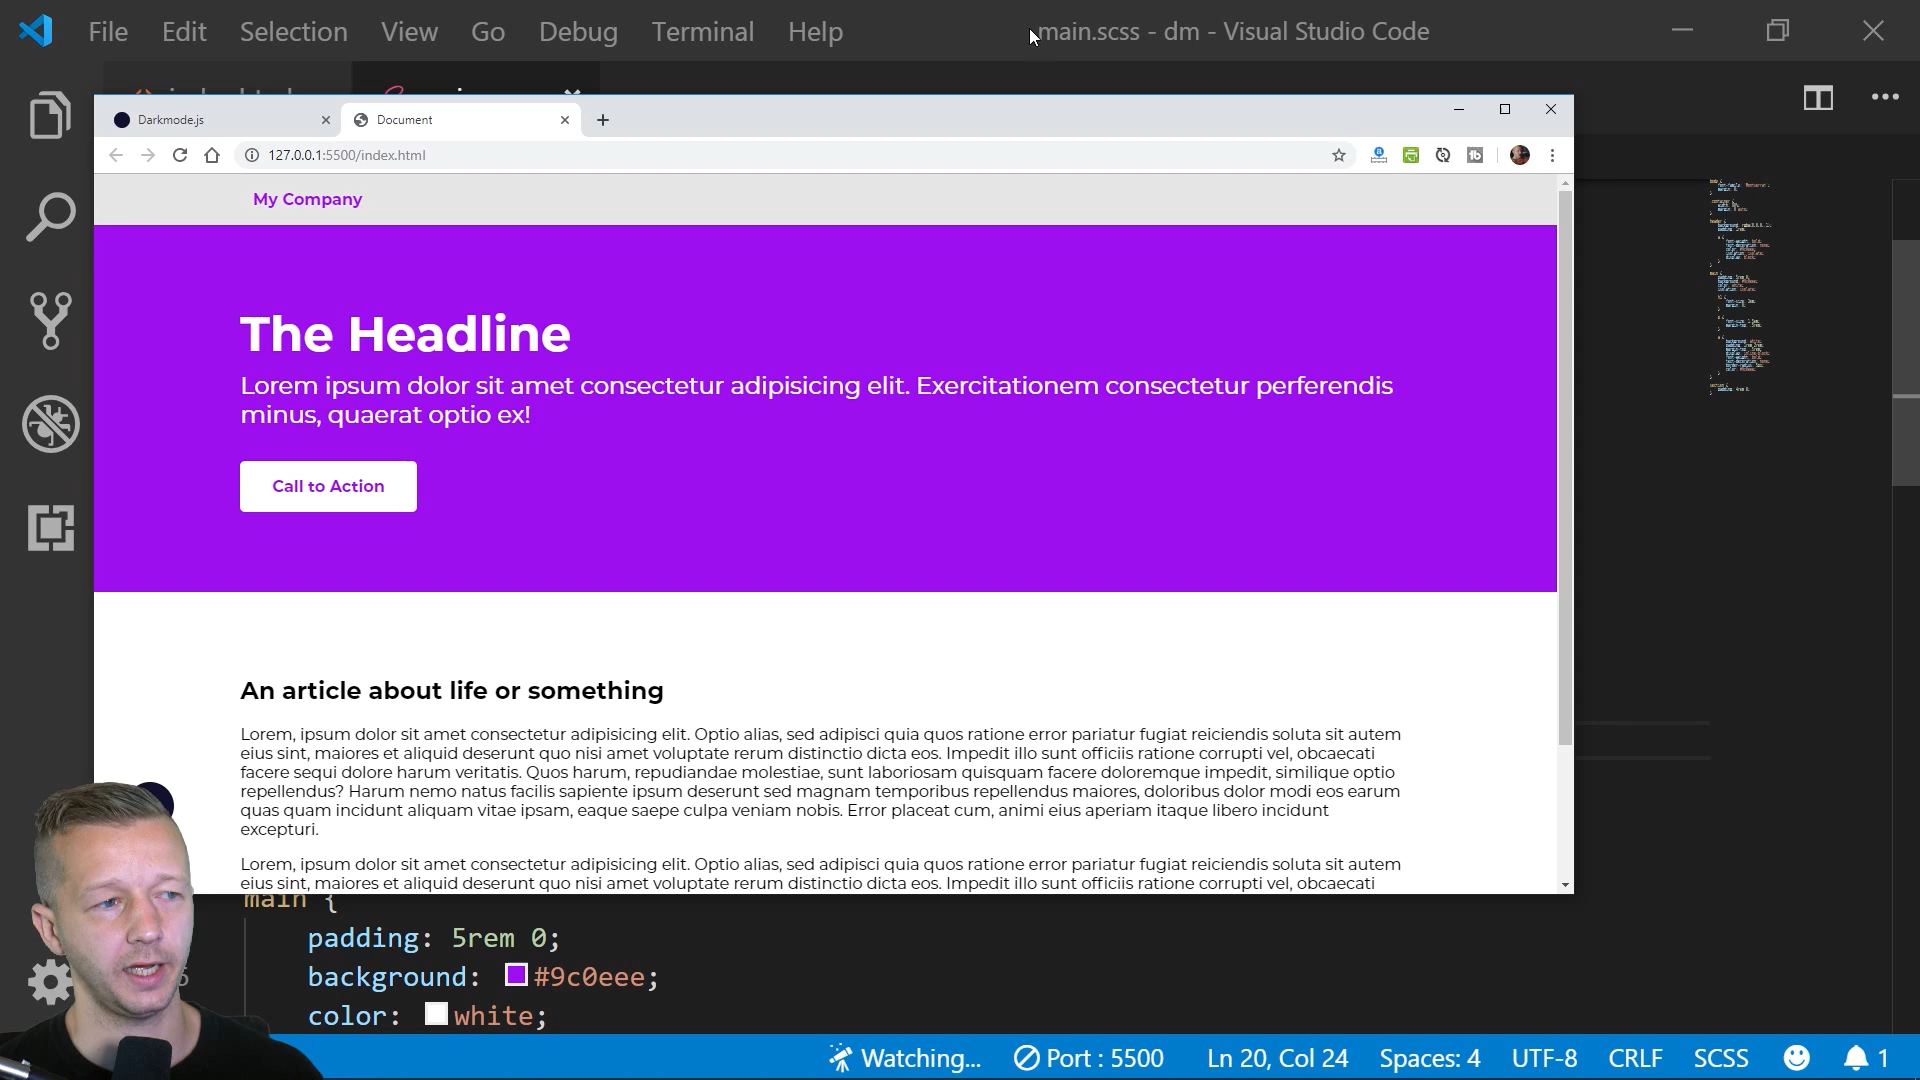 File Edit Selection View Go Debug Terminal Help main.scss - dm - Visual Studio Code
Darkmode.js Document
127.0.0.1:5500/index.html
My Company
The Headline
Lorem ipsum dolor sit amet consectetur adipisicing elit. Exercitationem consectetur perferendis
minus, quaerat optio ex!
Call to Action
An article about life or something
Lorem, ipsum dolor sit amet consectetur adipisicing elit. Optio alias, sed adipisci quia quos ratione error pariatur fugiat reiciendis soluta sit autem
eius sint, maiores et aliquid deserunt quo nisi amet voluptate rerum distinctio dicta eos. Impedit illo sunt officiis ratione corrupti vel, obcaecati
facere sequi dolore harum veritatis. Quos harum, repudiandae molestiae, sunt laboriosam quisquam facere doloremque impedit, similique optio
repellendus? Harum nemo natus facilis sapiente ipsum deserunt sed magnam temporibus repellendus maiores, doloribus dolor modi eos earum
quas quam incidunt aliquam vitae ipsam, eaque saepe culpa veniam nobis. Error placeat cum, animi eius aperiam itaque libero incidunt
excepturi.
Lorem, ipsum dolor sit amet consectetur adipisicing elit. Optio alias, sed adipisci quia quos ratione error pariatur fugiat reiciendis soluta sit autem
eius sint, maiores et aliquid deserunt quo nisi amet voluptate rerum distinctio dicta eos. Impedit illo sunt officiis ratione corrupti vel, obcaecati
main {
padding: 5rem 0;
background: #9c0eee;
color: white;
Watching... Port : 5500 Ln 20, Col 24 Spaces: 4 UTF-8 CRLF SCSS 1